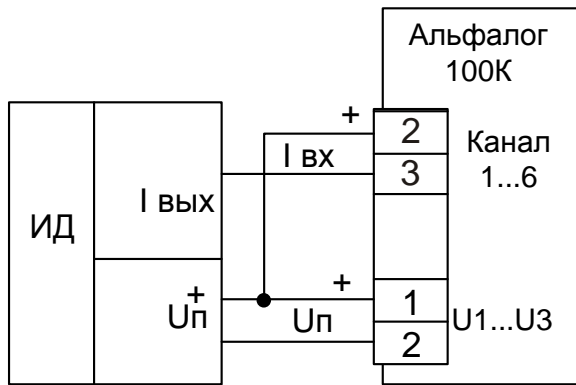 Альфалог
100К
+
2
Канал
I вх
3
1...6
I вых
ИД
+
+
1
Uп
Uп
U1...U3
2